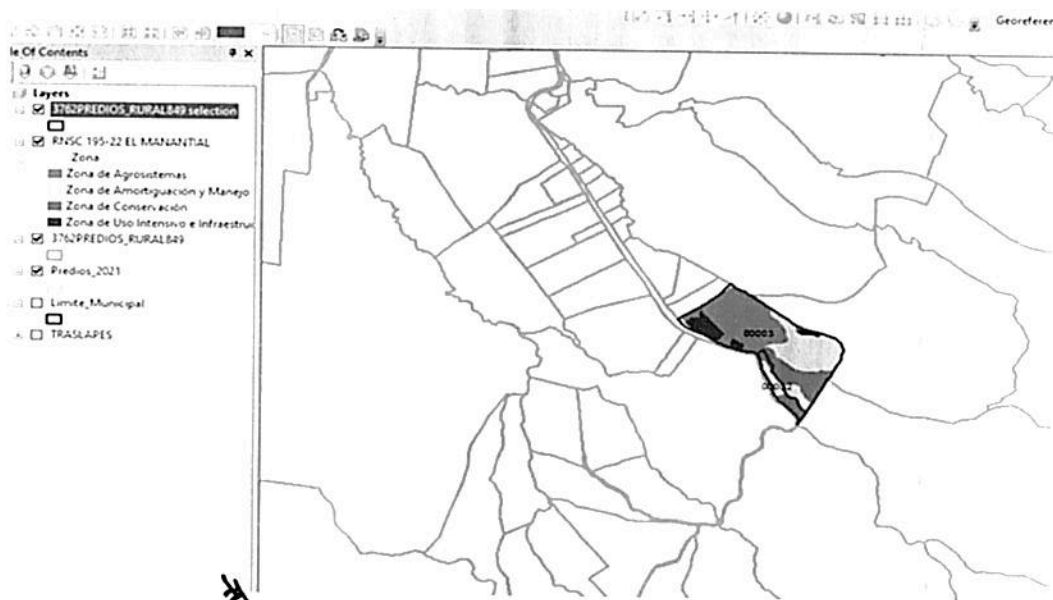 Georeferen
le Of Contents
Layers
3762PREDIOS_RURAL849 selection
RNSC 195-22 EL MANANTIAL
Zona
Zona de Agrosistemas
Zona de Amortiguación y Manejo
Zona de Conservación
Zona de Uso Intensivo e Infraestruc
3762PREDIOS_RURAL849
Predios_2021
Limite_Municipal
TRASLAPES
00003